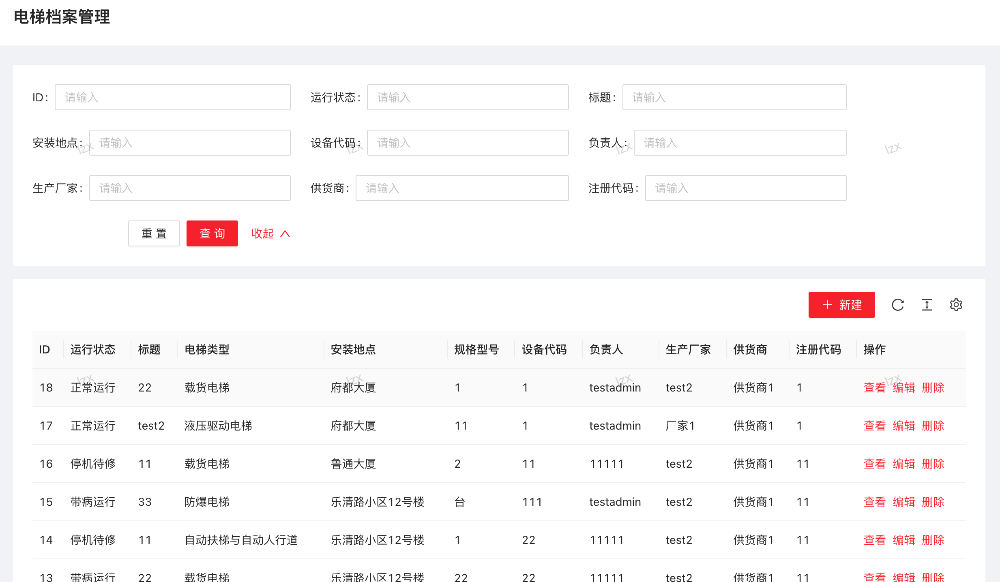 电梯档案管理
ID: 请输入 运行状态: 请输入 标题: 请输入
安装地点: 请输入 设备代码: 请输入 负责人: 请输入
lzx lzx lzx lzx
生产厂家: 请输入 供货商: 请输入 注册代码: 请输入
重 置 查 询 收起
新建
ID 运行状态 标题 电梯类型 安装地点 规格型号 设备代码 负责人 生产厂家 供货商 注册代码 操作
lzx lzx lzx lzx
18 正常运行 22 载货电梯 府都大厦 1 1 testadmin test2 供货商1 1 查看 编辑 删除
17 正常运行 test2 液压驱动电梯 府都大厦 11 1 testadmin 厂家1 供货商1 1 查看 编辑 删除
16 停机待修 11 载货电梯 鲁通大厦 2 11 11111 test2 供货商1 11 查看 编辑 删除
15 带病运行 33 防爆电梯 乐清路小区12号楼 台 111 testadmin test2 供货商1 11 查看 编辑 删除
14 停机待修 11 自动扶梯与自动人行道 乐清路小区12号楼 1 22 11111 test2 供货商1 11 查看 编辑 删除
13 带病运行 22 载货电梯 乐清路小区12号楼 22 22 11111 test2 供货商1 11 查看 编辑 删除